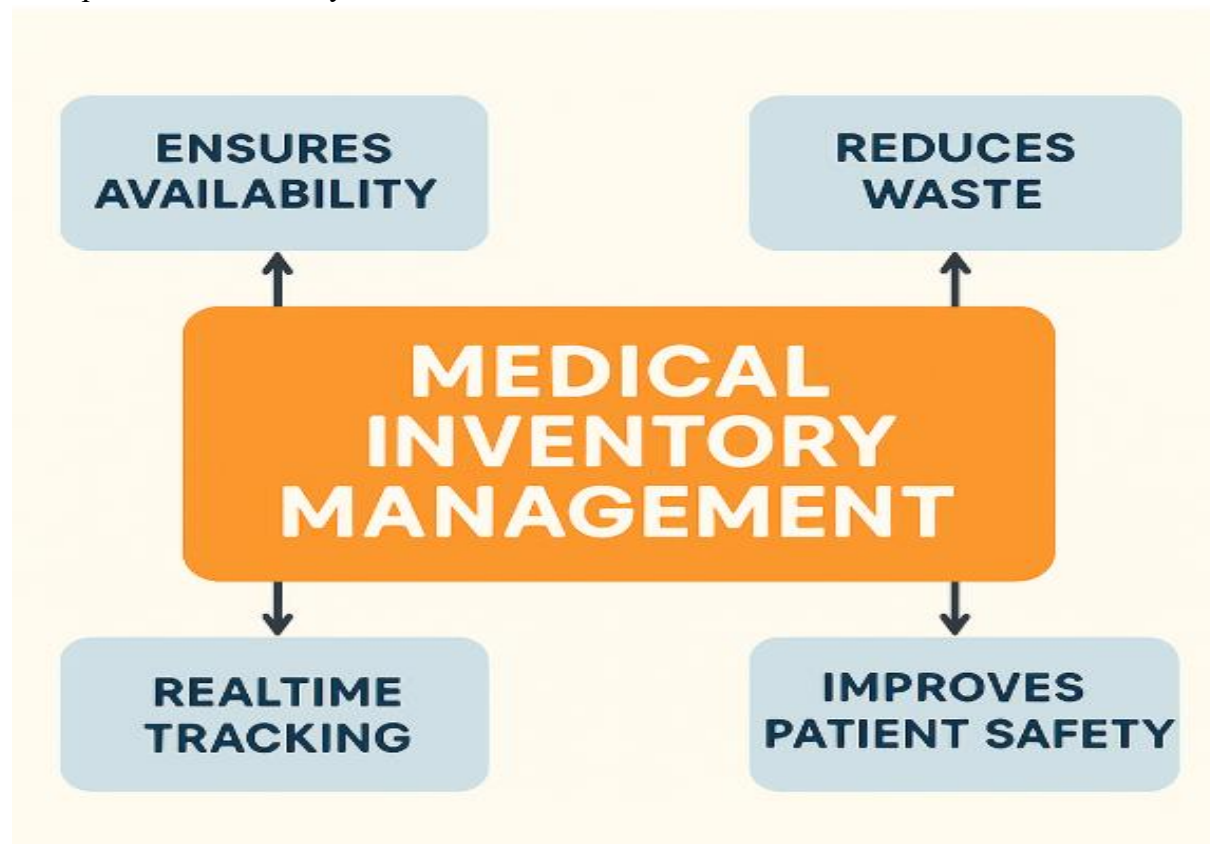 ENSURES
AVAILABILITY
REDUCES
WASTE
MEDICAL
INVENTORY
MANAGEMENT
REALTIME
TRACKING
IMPROVES
PATIENT SAFETY